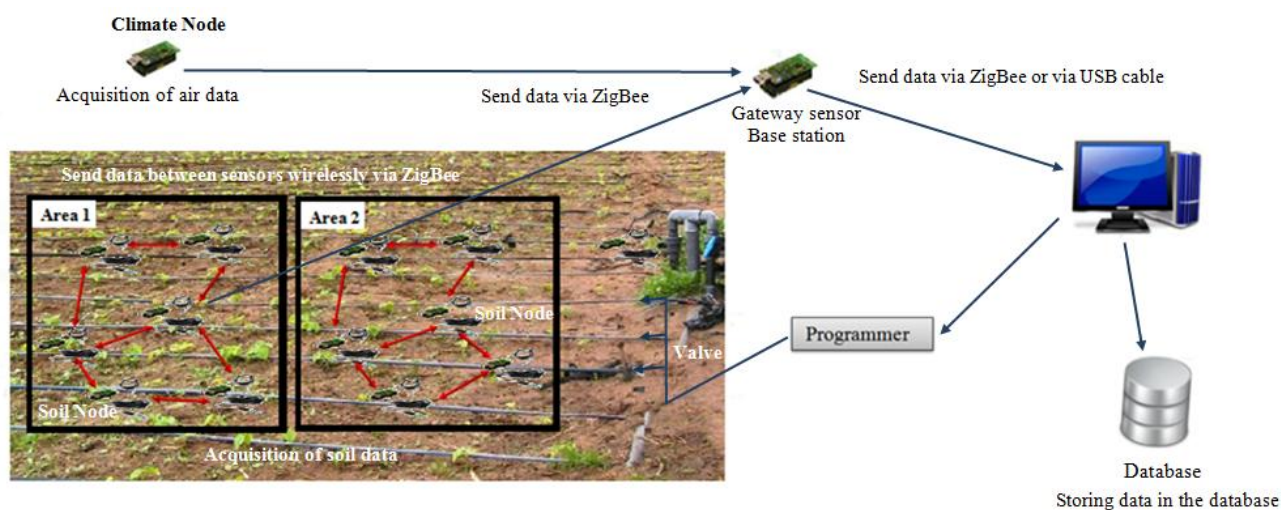 Climate Node
Acquisition of air data
Send data via ZigBee
Gateway sensor
Base station
Send data via ZigBee or via USB cable
Send data between sensors wirelessly via ZigBee
Area 1
Area 2
Soil Node
Valve
Programmer
Soil Node
Acquisition of soil data
Database
Storing data in the database